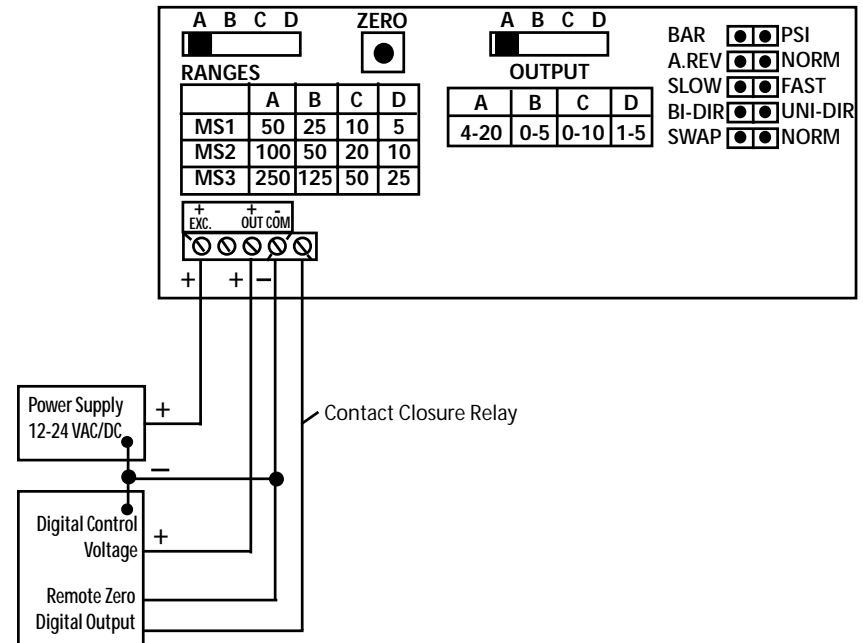 A B C D
ZERO
A B C D
BAR PSI
A.REV NORM
SLOW FAST
BI-DIR UNI-DIR
SWAP NORM
RANGES
A B C D
MS1 50 25 10 5
MS2 100 50 20 10
MS3 250 125 50 25
OUTPUT
A B C D
4-20 0-5 0-10 1-5
+ + -
EXC. OUT COM
+ + −
Power Supply
12-24 VAC/DC
+
−
Contact Closure Relay
Digital Control
Voltage
+
Remote Zero
Digital Output